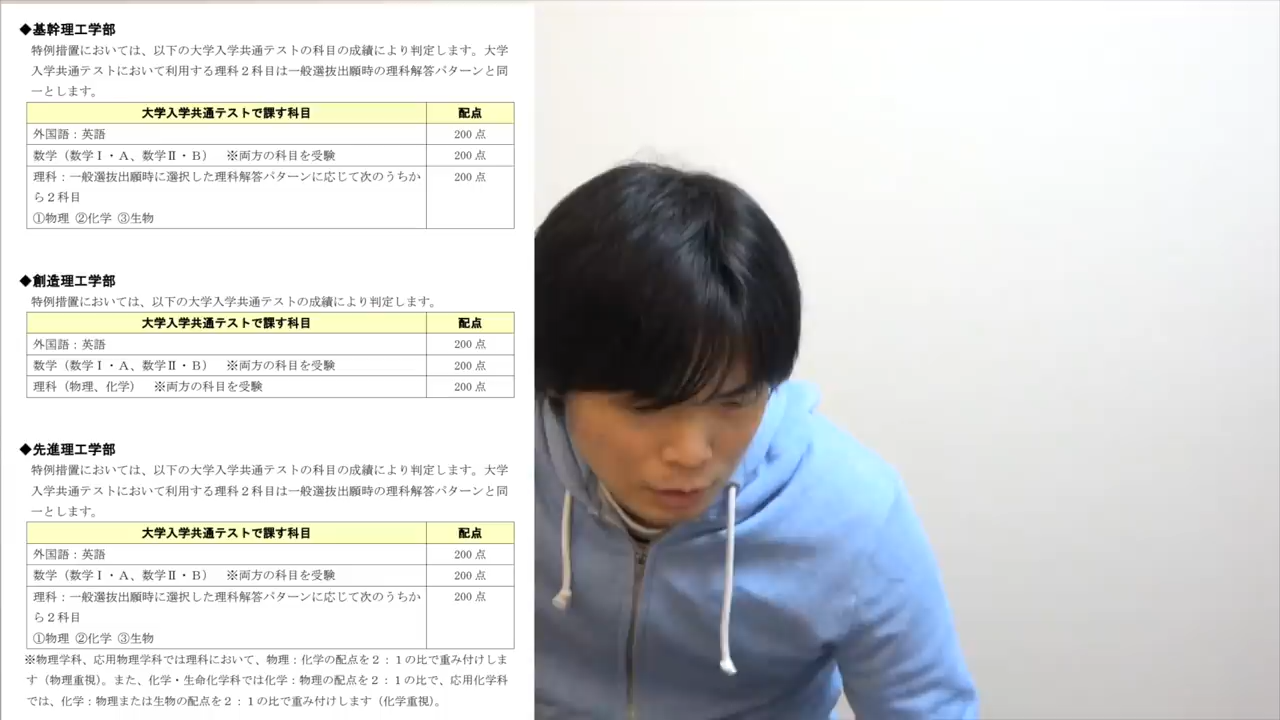 ◆基幹理工学部
特例措置においては、以下の大学入学共通テストの科目の成績により判定します。大学
入学共通テストにおいて利用する理科２科目は一般選抜出願時の理科解答パターンと同
一とします。
大学入学共通テストで課す科目 配点
外国語：英語 200 点
数学（数学Ⅰ・Ａ、数学Ⅱ・Ｂ） ※両方の科目を受験 200 点
理科：一般選抜出願時に選択した理科解答パターンに応じて次のうちか 200 点
ら２科目
①物理 ②化学 ③生物
◆創造理工学部
特例措置においては、以下の大学入学共通テストの成績により判定します。
大学入学共通テストで課す科目 配点
外国語：英語 200 点
数学（数学Ⅰ・Ａ、数学Ⅱ・Ｂ） ※両方の科目を受験 200 点
理科（物理、化学） ※両方の科目を受験 200 点
◆先進理工学部
特例措置においては、以下の大学入学共通テストの科目の成績により判定します。大学
入学共通テストにおいて利用する理科２科目は一般選抜出願時の理科解答パターンと同
一とします。
大学入学共通テストで課す科目 配点
外国語：英語 200 点
数学（数学Ⅰ・Ａ、数学Ⅱ・Ｂ） ※両方の科目を受験 200 点
理科：一般選抜出願時に選択した理科解答パターンに応じて次のうちか 200 点
ら２科目
①物理 ②化学 ③生物
※物理学科、応用物理学科では理科において、物理：化学の配点を２：１の比で重み付けしま
す（物理重視）。また、化学・生命化学科では化学：物理の配点を２：１の比で、応用化学科
では、化学：物理または生物の配点を２：１の比で重み付けします（化学重視）。